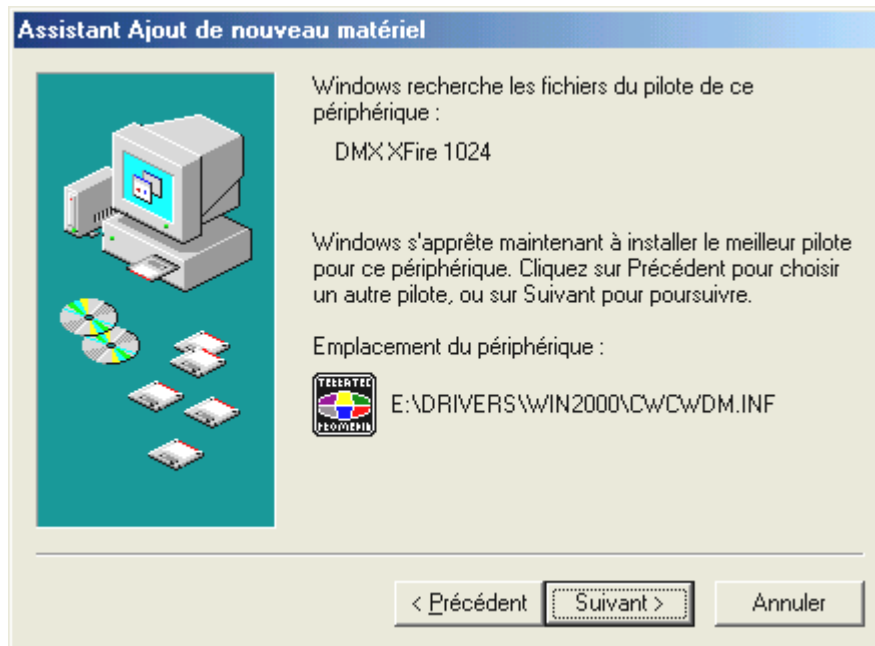 Assistant Ajout de nouveau matériel
Windows recherche les fichiers du pilote de ce
périphérique :
DMX XFire 1024
Windows s'apprête maintenant à installer le meilleur pilote
pour ce périphérique. Cliquez sur Précédent pour choisir
un autre pilote, ou sur Suivant pour poursuivre.
Emplacement du périphérique :
TERRATEC
PROMEDIA
E:\DRIVERS\WIN2000\CWCWDM.INF
< Précédent
Suivant >
Annuler